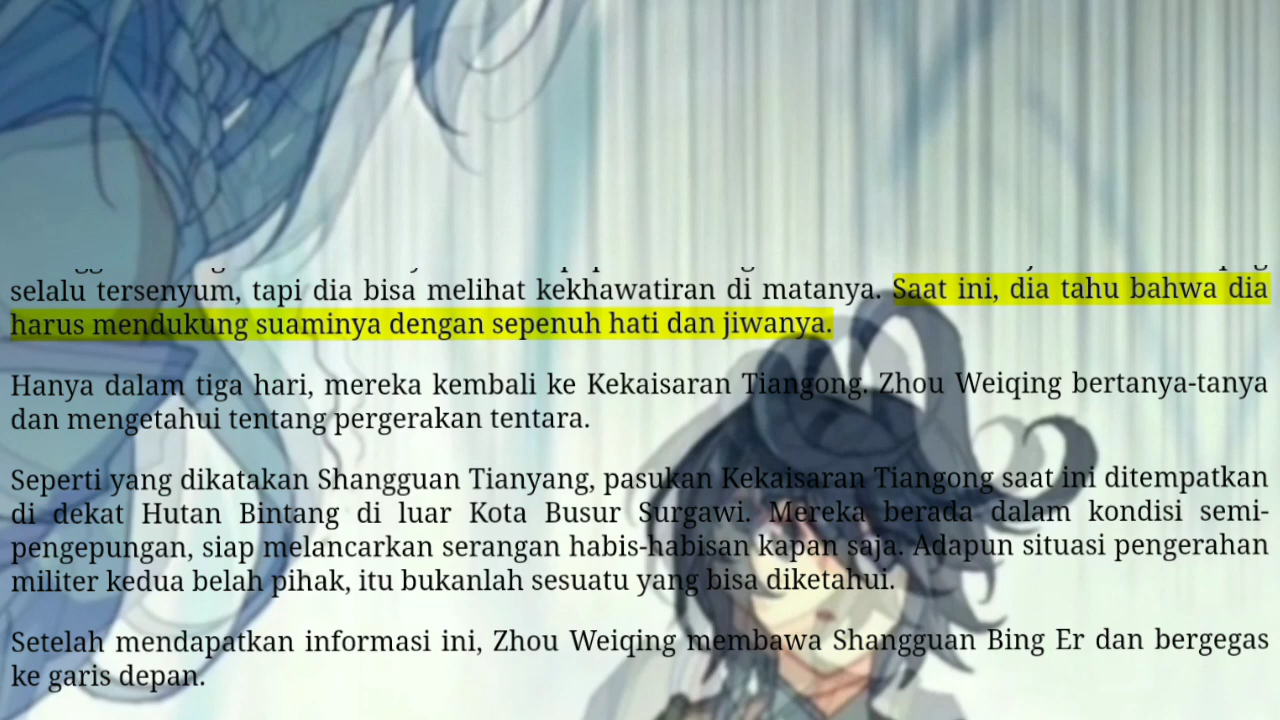 selalu tersenyum, tapi dia bisa melihat kekhawatiran di matanya. Saat ini, dia tahu bahwa dia
harus mendukung suaminya dengan sepenuh hati dan jiwanya.
Hanya dalam tiga hari, mereka kembali ke Kekaisaran Tiangong. Zhou Weiqing bertanya-tanya
dan mengetahui tentang pergerakan tentara.
Seperti yang dikatakan Shangguan Tianyang, pasukan Kekaisaran Tiangong saat ini ditempatkan
di dekat Hutan Bintang di luar Kota Busur Surgawi. Mereka berada dalam kondisi semi-
pengepungan, siap melancarkan serangan habis-habisan kapan saja. Adapun situasi pengerahan
militer kedua belah pihak, itu bukanlah sesuatu yang bisa diketahui.
Setelah mendapatkan informasi ini, Zhou Weiqing membawa Shangguan Bing Er dan bergegas
ke garis depan.